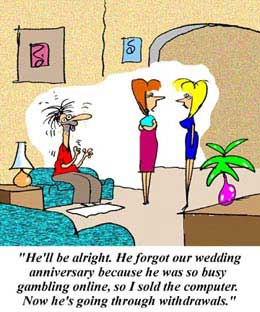 "He'll be alright. He forgot our wedding
anniversary because he was so busy
gambling online, so I sold the computer.
Now he's going through withdrawals."